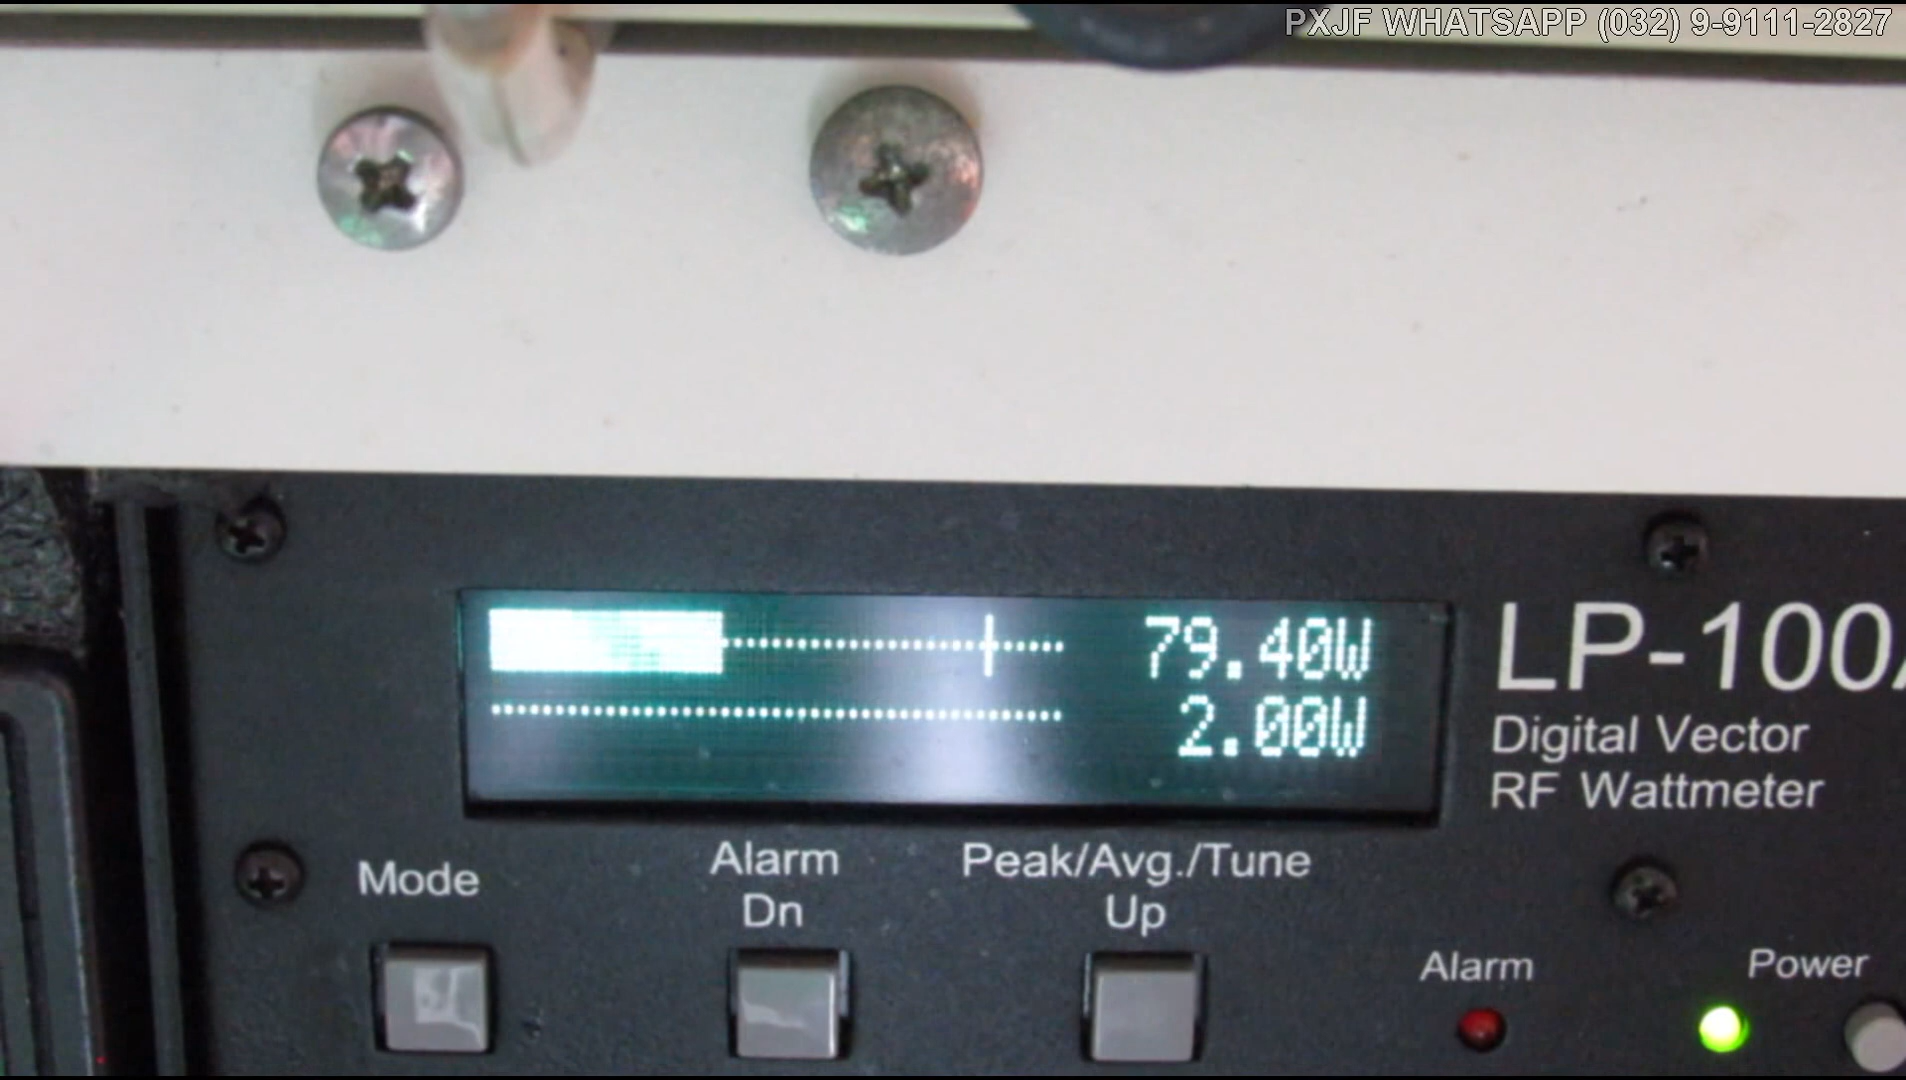 PXJF WHATSAPP (032) 9-9111-2827
79.40W
2.00W
LP-100A
Digital Vector
RF Wattmeter
Mode
Alarm
Dn
Peak/Avg./Tune
Up
Alarm
Power